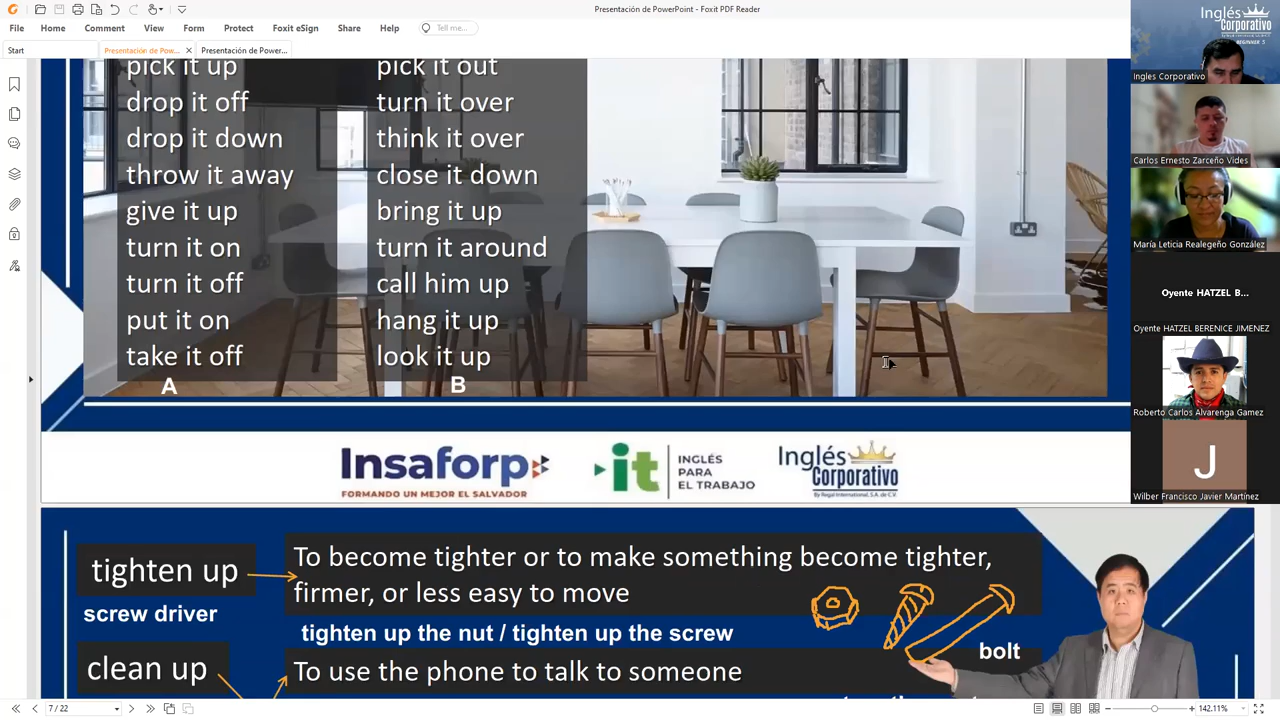 Presentación de PowerPoint - Foxit PDF Reader
File Home Comment View Form Protect Foxit eSign Share Help Tell me...
Start Presentación de Pow... Presentación de Power...
pick it up
drop it off
drop it down
throw it away
give it up
turn it on
turn it off
put it on
take it off
A
pick it out
turn it over
think it over
close it down
bring it up
turn it around
call him up
hang it up
look it up
B
Insaforp
FORMANDO UN MEJOR EL SALVADOR
it
INGLÉS
PARA
EL TRABAJO
Inglés
Corporativo
By Regal International, S.A. de C.V.
tighten up
To become tighter or to make something become tighter,
firmer, or less easy to move
screw driver
tighten up the nut / tighten up the screw
bolt
clean up
To use the phone to talk to someone
Inglés
Corporativo
BEGINNER 5
Ingles Corporativo
Carlos Ernesto Zarceño Vides
María Leticia Realegeño González
Oyente HATZEL B...
Oyente HATZEL BERENICE JIMENEZ
Roberto Carlos Alvarenga Gamez
J
Wilber Francisco Javier Martínez
7 / 22
142.11%